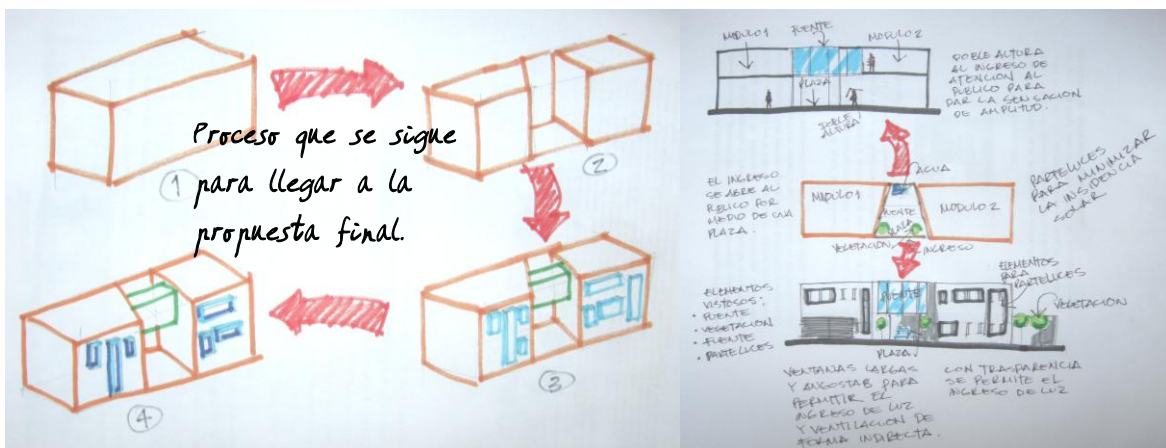 Proceso que se sigue
para llegar a la
propuesta final.
1
2
3
4
MODULO 1
PUENTE
MODULO 2
PLAZA
DOBLE
ALTURA
DOBLE ALTURA
AL INGRESO DE
ATENCION AL
PUBLICO PARA
DAR LA SENSACION
DE AMPLITUD.
EL INGRESO
SE ABRE AL
PUBLICO POR
MEDIO DE UNA
PLAZA.
AGUA
MODULO 1
PUENTE
PLAZA
MODULO 2
VEGETACION
INGRESO
PARTELUCES
PARA MINIMIZAR
LA INSIDENCIA
SOLAR
ELEMENTOS
VISTOSOS:
• PUENTE
• VEGETACION
• FUENTE
• PARTELUCES
PUENTE
ELEMENTOS
PARA
PARTELUCES
VEGETACION
PLAZA
VENTANAS LARGAS
Y ANGOSTAS PARA
PERMITIR EL
INGRESO DE LUZ
Y VENTILACION DE
FORMA INDIRECTA.
CON TRASPARENCIA
SE PERMITE EL
INGRESO DE LUZ